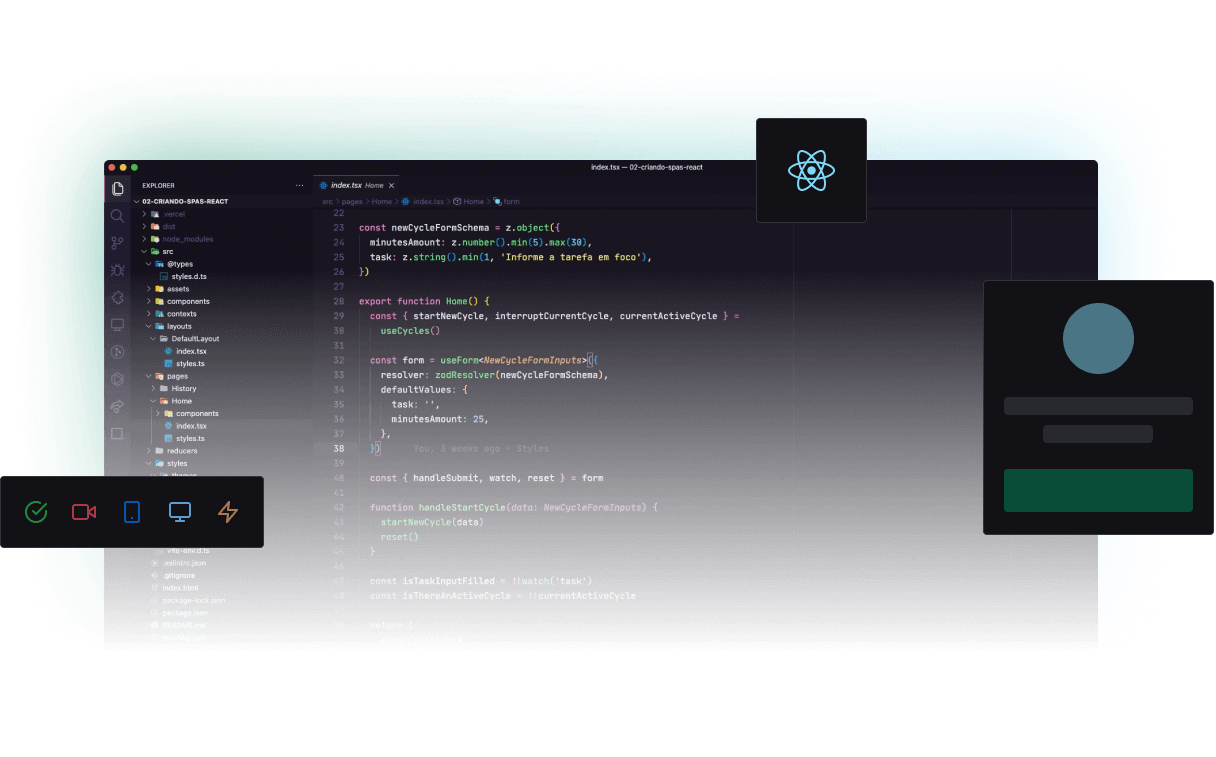 index.tsx — 02-criando-spas-react
EXPLORER
index.tsx Home
02-CRIANDO-SPAS-REACT
src > pages > Home > index.tsx > Home > form
.vercel
dist
node_modules
src
@types
styles.d.ts
assets
components
contexts
layouts
DefaultLayout
index.tsx
styles.ts
pages
History
Home
components
index.tsx
styles.ts
reducers
styles
themes
vite-env.d.ts
.eslintrc.json
.gitignore
index.html
package-lock.json
package.json
README.md
22
23 const newCycleFormSchema = z.object({
24 minutesAmount: z.number().min(5).max(30),
25 task: z.string().min(1, 'Informe a tarefa em foco'),
26 })
27
28 export function Home() {
29 const { startNewCycle, interruptCurrentCycle, currentActiveCycle } =
30 useCycles()
31
32 const form = useForm<NewCycleFormInputs>({
33 resolver: zodResolver(newCycleFormSchema),
34 defaultValues: {
35 task: '',
36 minutesAmount: 25,
37 },
38 }) You, 3 weeks ago • Styles
39
40 const { handleSubmit, watch, reset } = form
41
42 function handleStartCycle(data: NewCycleFormInputs) {
43 startNewCycle(data)
44 reset()
45 }
47 const isTaskInputFilled = !!watch('task')
48 const isThereAnActiveCycle = !!currentActiveCycle
return (